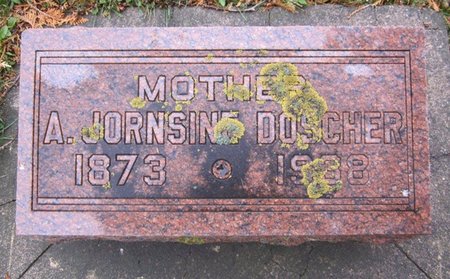 MOTHER
A. JORNSINE DOSCHER
1873 1938